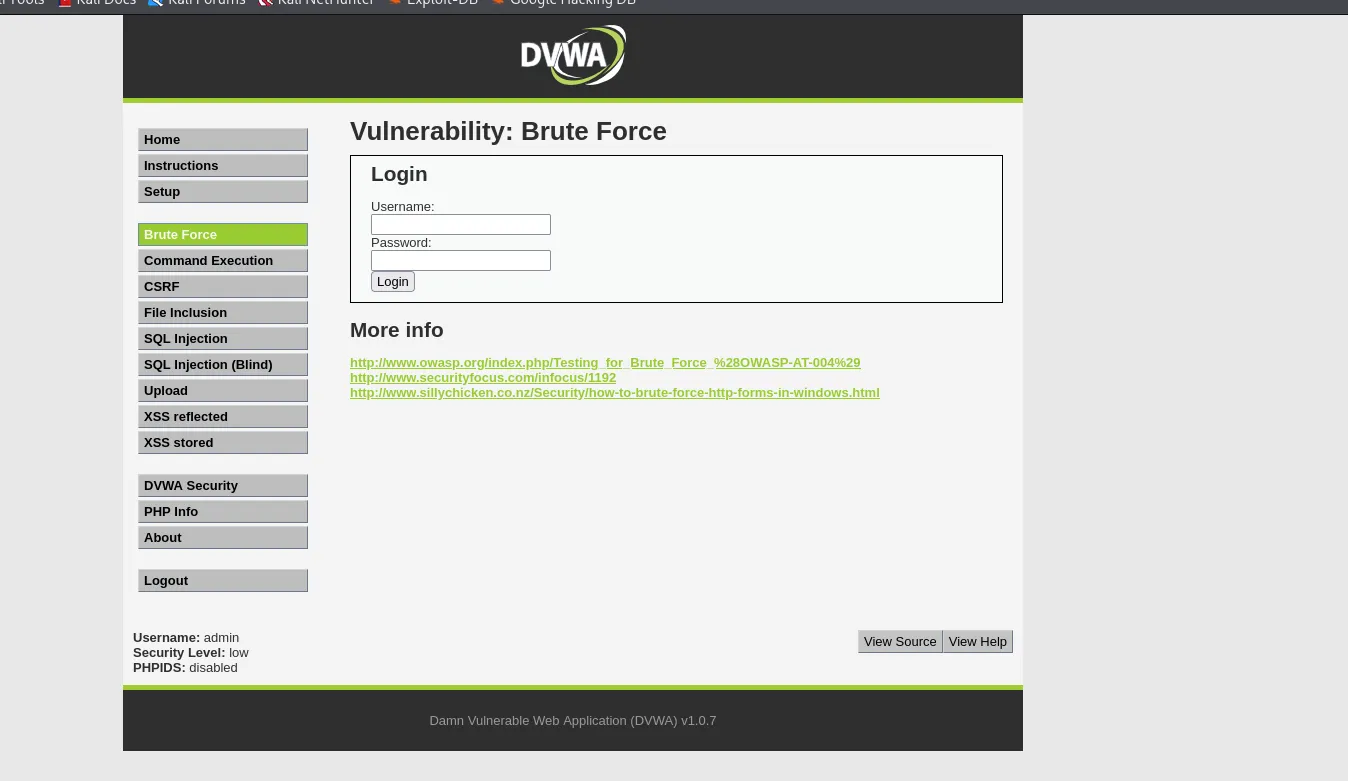 Kali Docs Kali Forums Kali NetHunter Exploit-DB Google Hacking DB
DVWA
Home
Instructions
Setup
Brute Force
Command Execution
CSRF
File Inclusion
SQL Injection
SQL Injection (Blind)
Upload
XSS reflected
XSS stored
DVWA Security
PHP Info
About
Logout
Vulnerability: Brute Force
Login
Username:
Password:
Login
More info
http://www.owasp.org/index.php/Testing_for_Brute_Force_%28OWASP-AT-004%29
http://www.securityfocus.com/infocus/1192
http://www.sillychicken.co.nz/Security/how-to-brute-force-http-forms-in-windows.html
Username: admin
Security Level: low
PHPIDS: disabled
View Source View Help
Damn Vulnerable Web Application (DVWA) v1.0.7